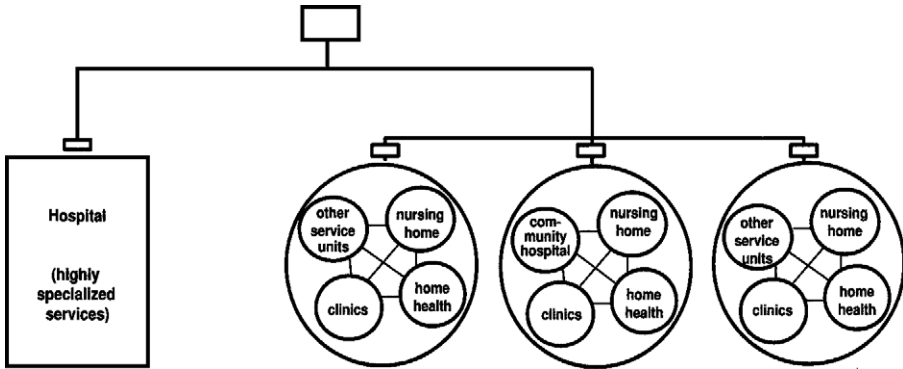 Hospital
(highly
specialized
services)
other
service
units
nursing
home
clinics
home
health
com-
munity
hospital
nursing
home
clinics
home
health
other
service
units
nursing
home
clinics
home
health